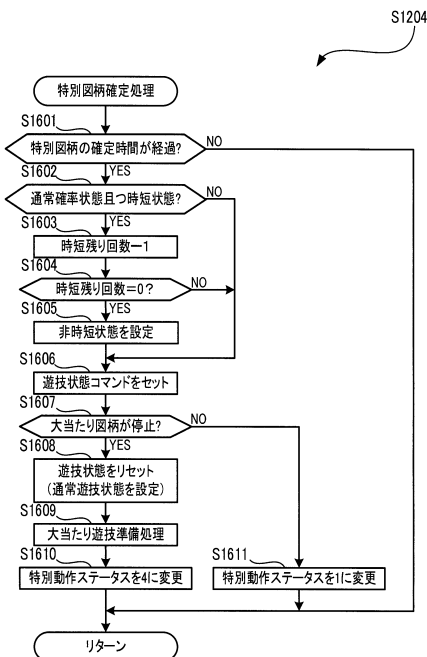 S1204
特別図柄確定処理
S1601
特別図柄の確定時間が経過?
NO
YES
S1602
通常確率状態且つ時短状態?
NO
YES
S1603
時短残り回数ー1
S1604
時短残り回数=0?
NO
YES
S1605
非時短状態を設定
S1606
遊技状態コマンドをセット
S1607
大当たり図柄が停止?
NO
YES
S1608
遊技状態をリセット
(通常遊技状態を設定)
S1609
大当たり遊技準備処理
S1610
特別動作ステータスを4に変更
S1611
特別動作ステータスを1に変更
リターン